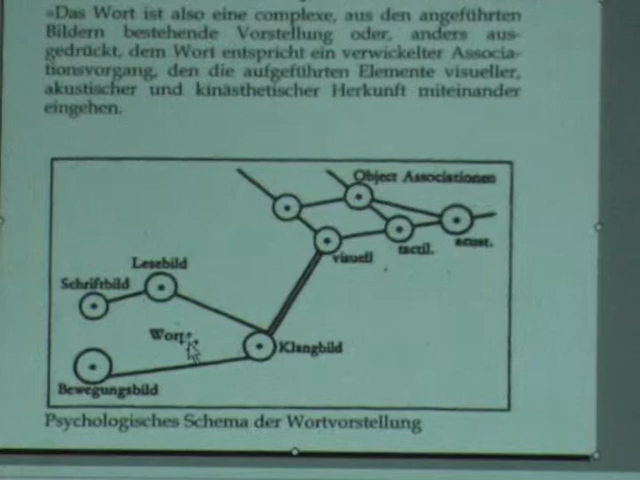 »Das Wort ist also eine complexe, aus den angeführten
Bildern bestehende Vorstellung oder, anders aus-
gedrückt, dem Wort entspricht ein verwickelter Associa-
tionsvorgang, den die aufgeführten Elemente visueller,
akustischer und kinästhetischer Herkunft miteinander
eingehen.
Object Associationen
acust.
tactil.
visuell
Lesebild
Schriftbild
Wort
Klangbild
Bewegungsbild
Psychologisches Schema der Wortvorstellung